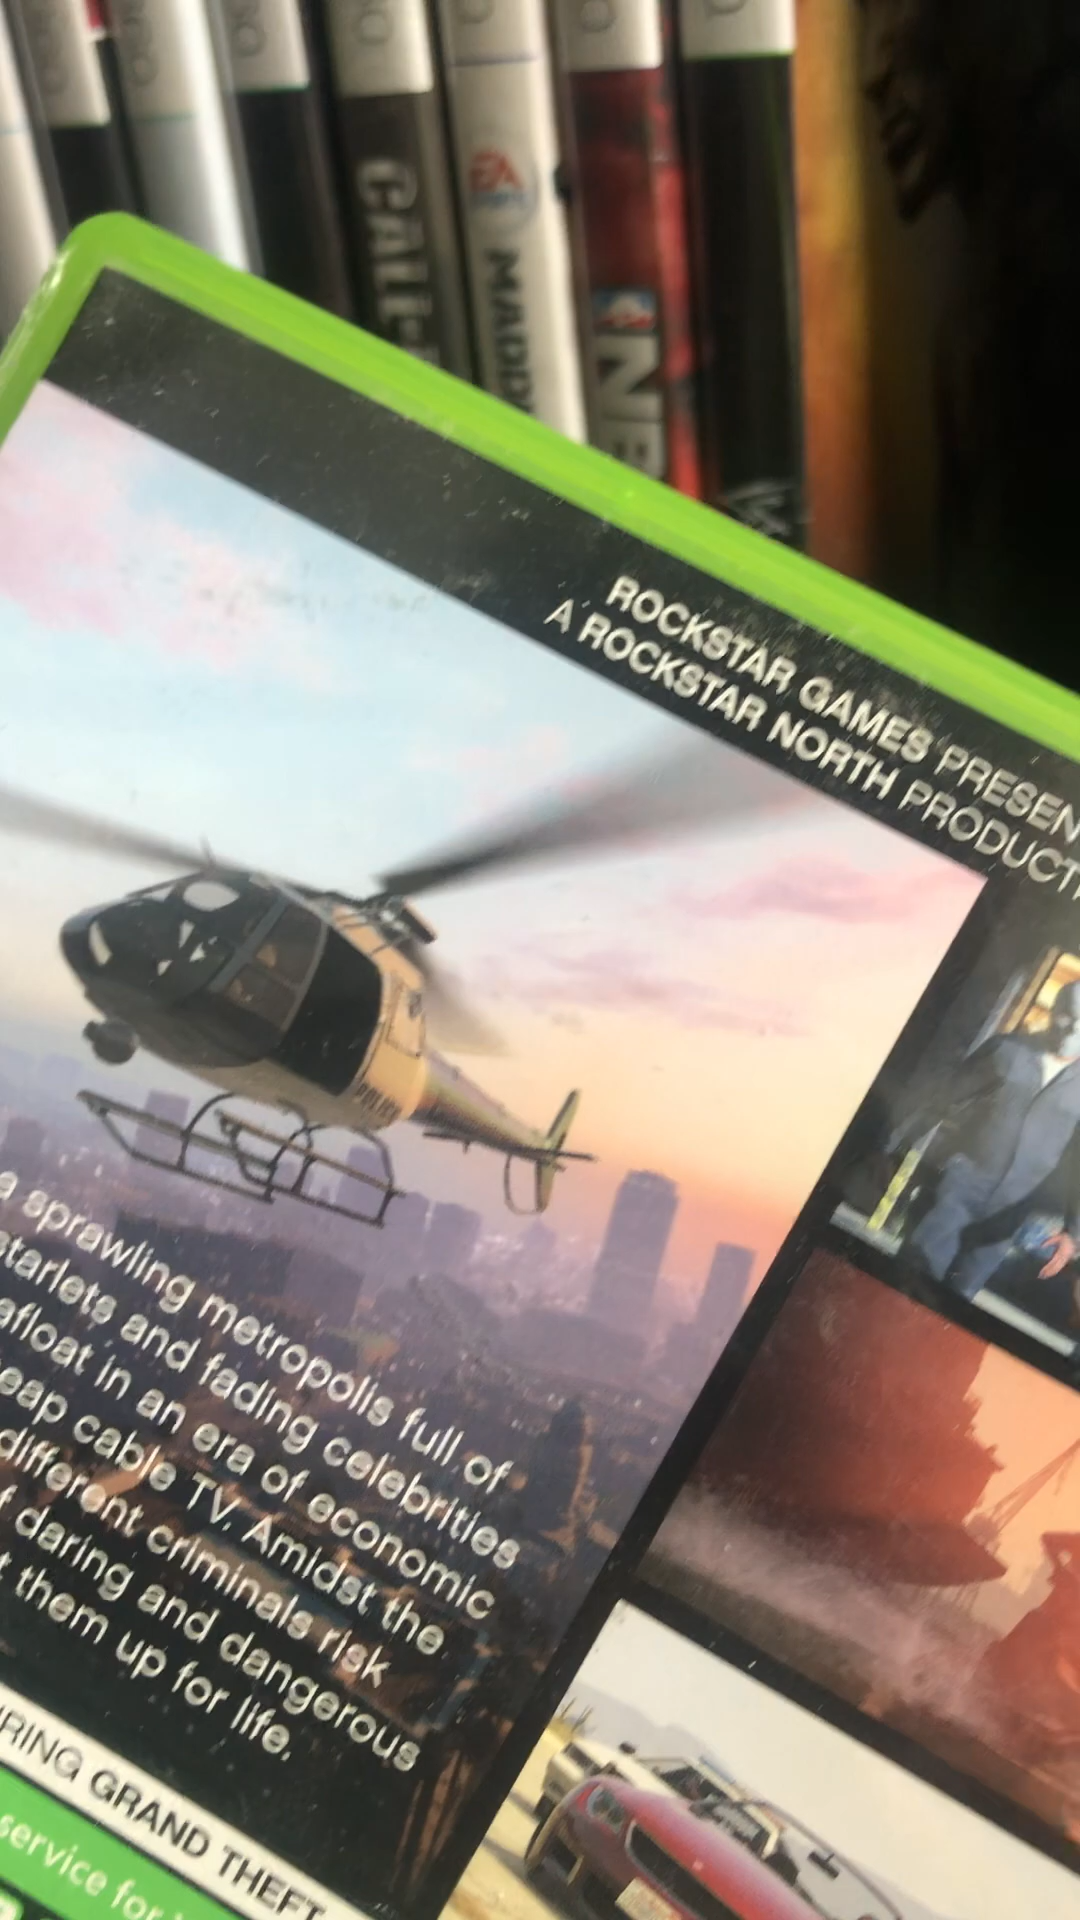 EA
MADD
NB
ROCKSTAR GAMES PRESEN
A ROCKSTAR NORTH PRODUCT
POLICE
sprawling metropolis full of
starlets and fading celebrities
afloat in an era of economic
eap cable TV. Amidst the
different criminals risk
f daring and dangerous
t them up for life.
RING GRAND THEFT
service for